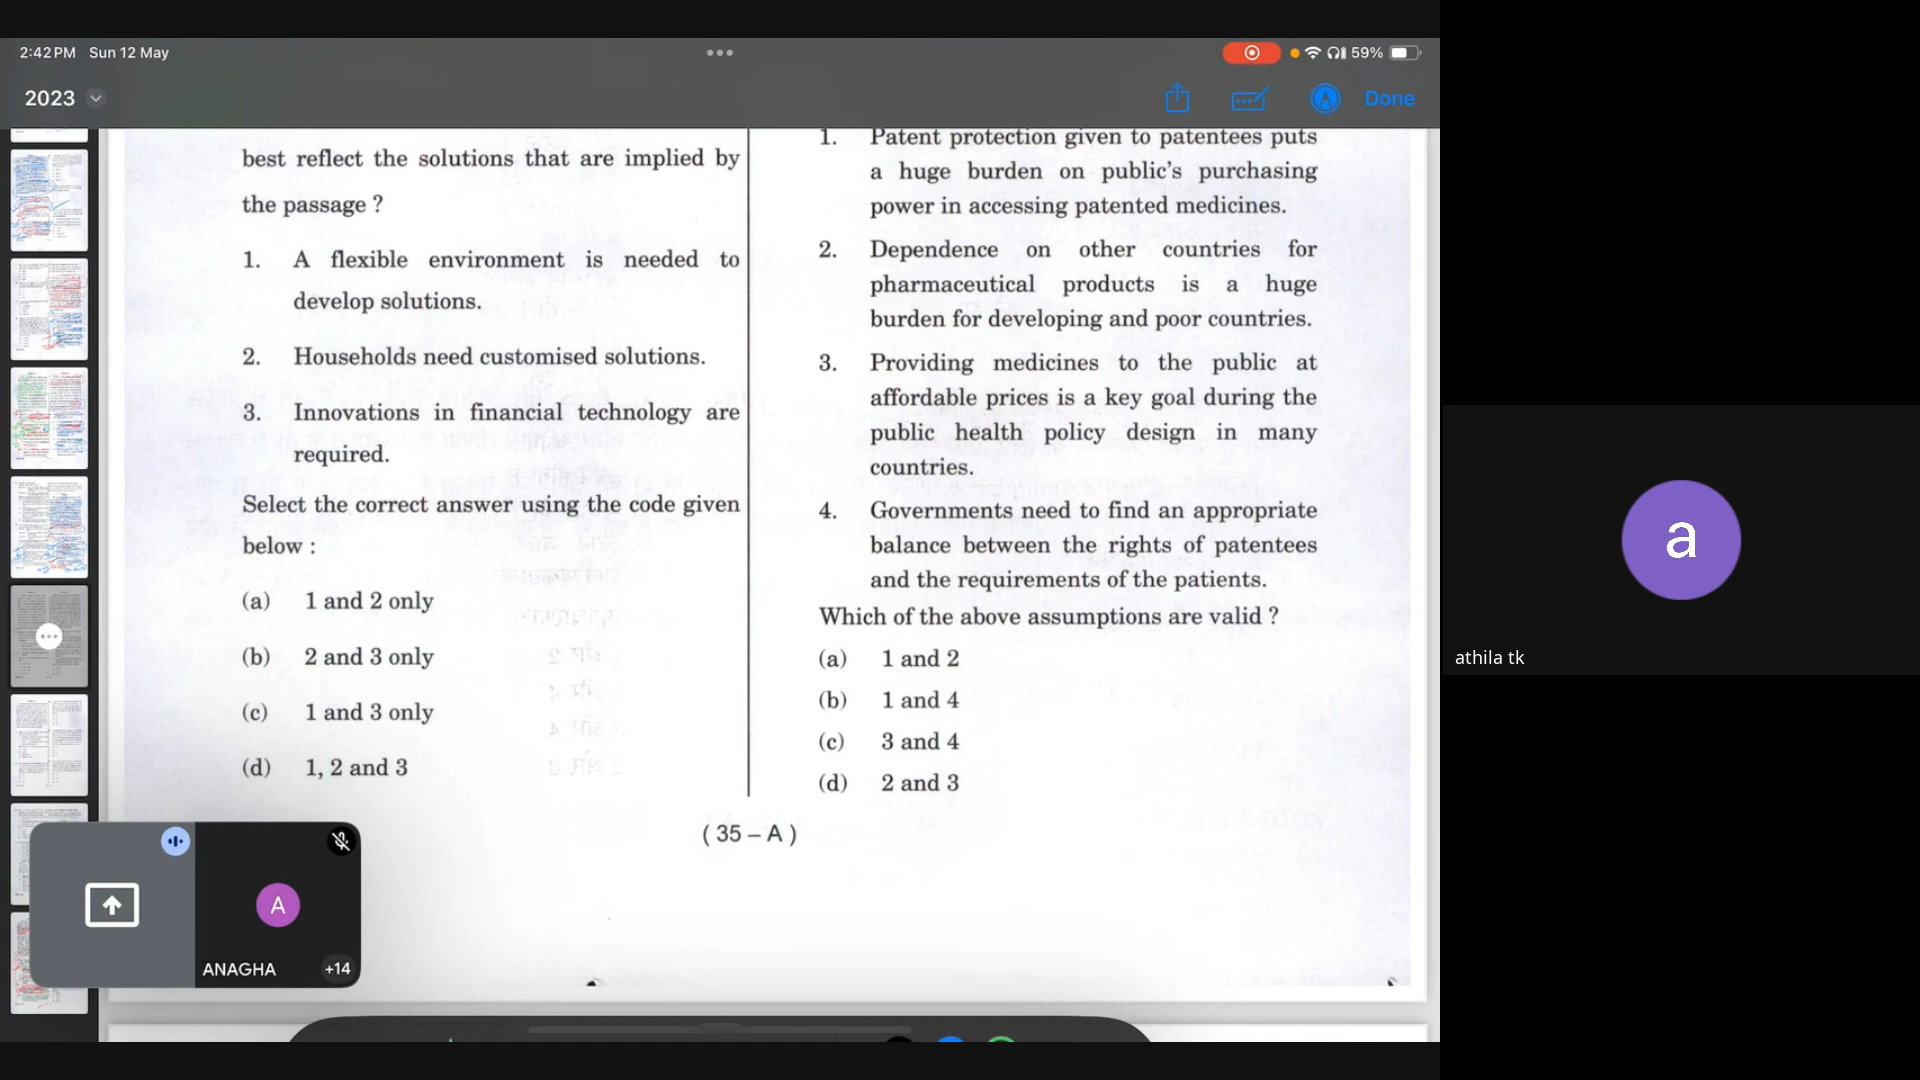 2:42 PM Sun 12 May
59%
2023
Done
best reflect the solutions that are implied by
the passage ?
1. A flexible environment is needed to
develop solutions.
2. Households need customised solutions.
3. Innovations in financial technology are
required.
Select the correct answer using the code given
below :
(a) 1 and 2 only
(b) 2 and 3 only
(c) 1 and 3 only
(d) 1, 2 and 3
1. Patent protection given to patentees puts
a huge burden on public's purchasing
power in accessing patented medicines.
2. Dependence on other countries for
pharmaceutical products is a huge
burden for developing and poor countries.
3. Providing medicines to the public at
affordable prices is a key goal during the
public health policy design in many
countries.
4. Governments need to find an appropriate
balance between the rights of patentees
and the requirements of the patients.
Which of the above assumptions are valid ?
(a) 1 and 2
(b) 1 and 4
(c) 3 and 4
(d) 2 and 3
( 35 – A )
A
ANAGHA
+14
a
athila tk